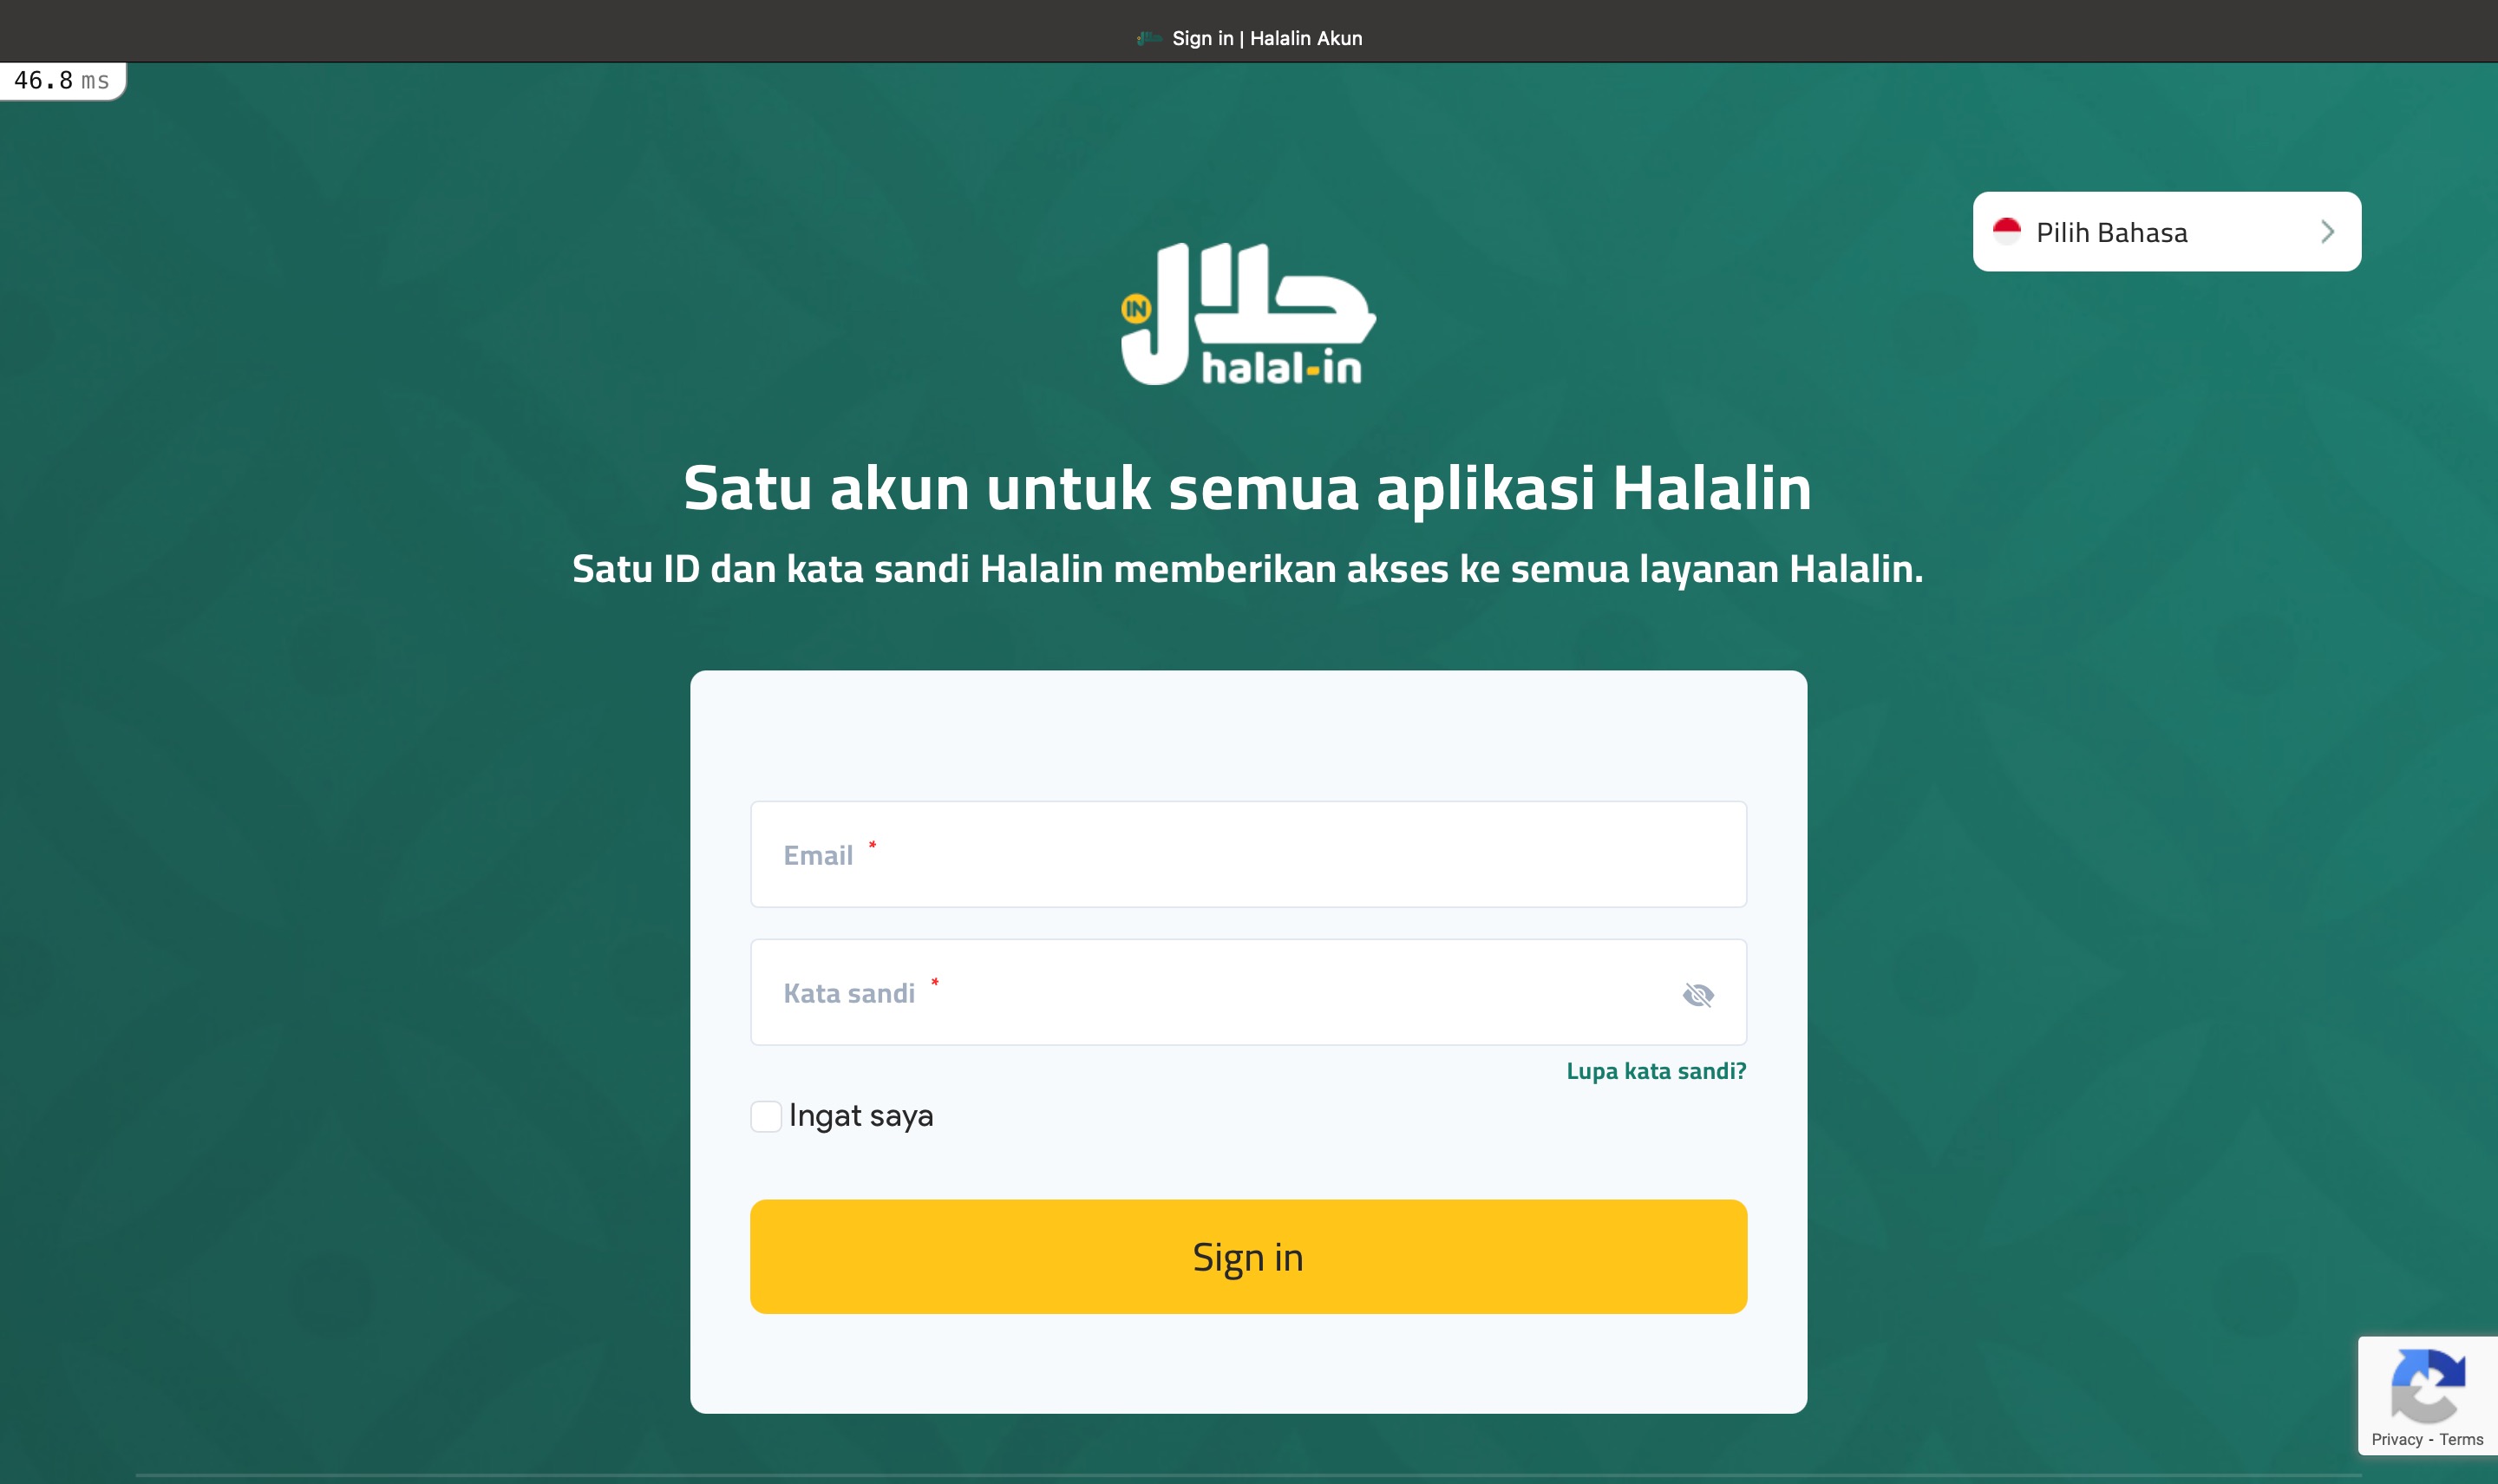 Sign in | Halalin Akun
46.8 ms
Pilih Bahasa
حلال
IN
halal-in
Satu akun untuk semua aplikasi Halalin
Satu ID dan kata sandi Halalin memberikan akses ke semua layanan Halalin.
Email *
Kata sandi *
Lupa kata sandi?
Ingat saya
Sign in
Privacy - Terms